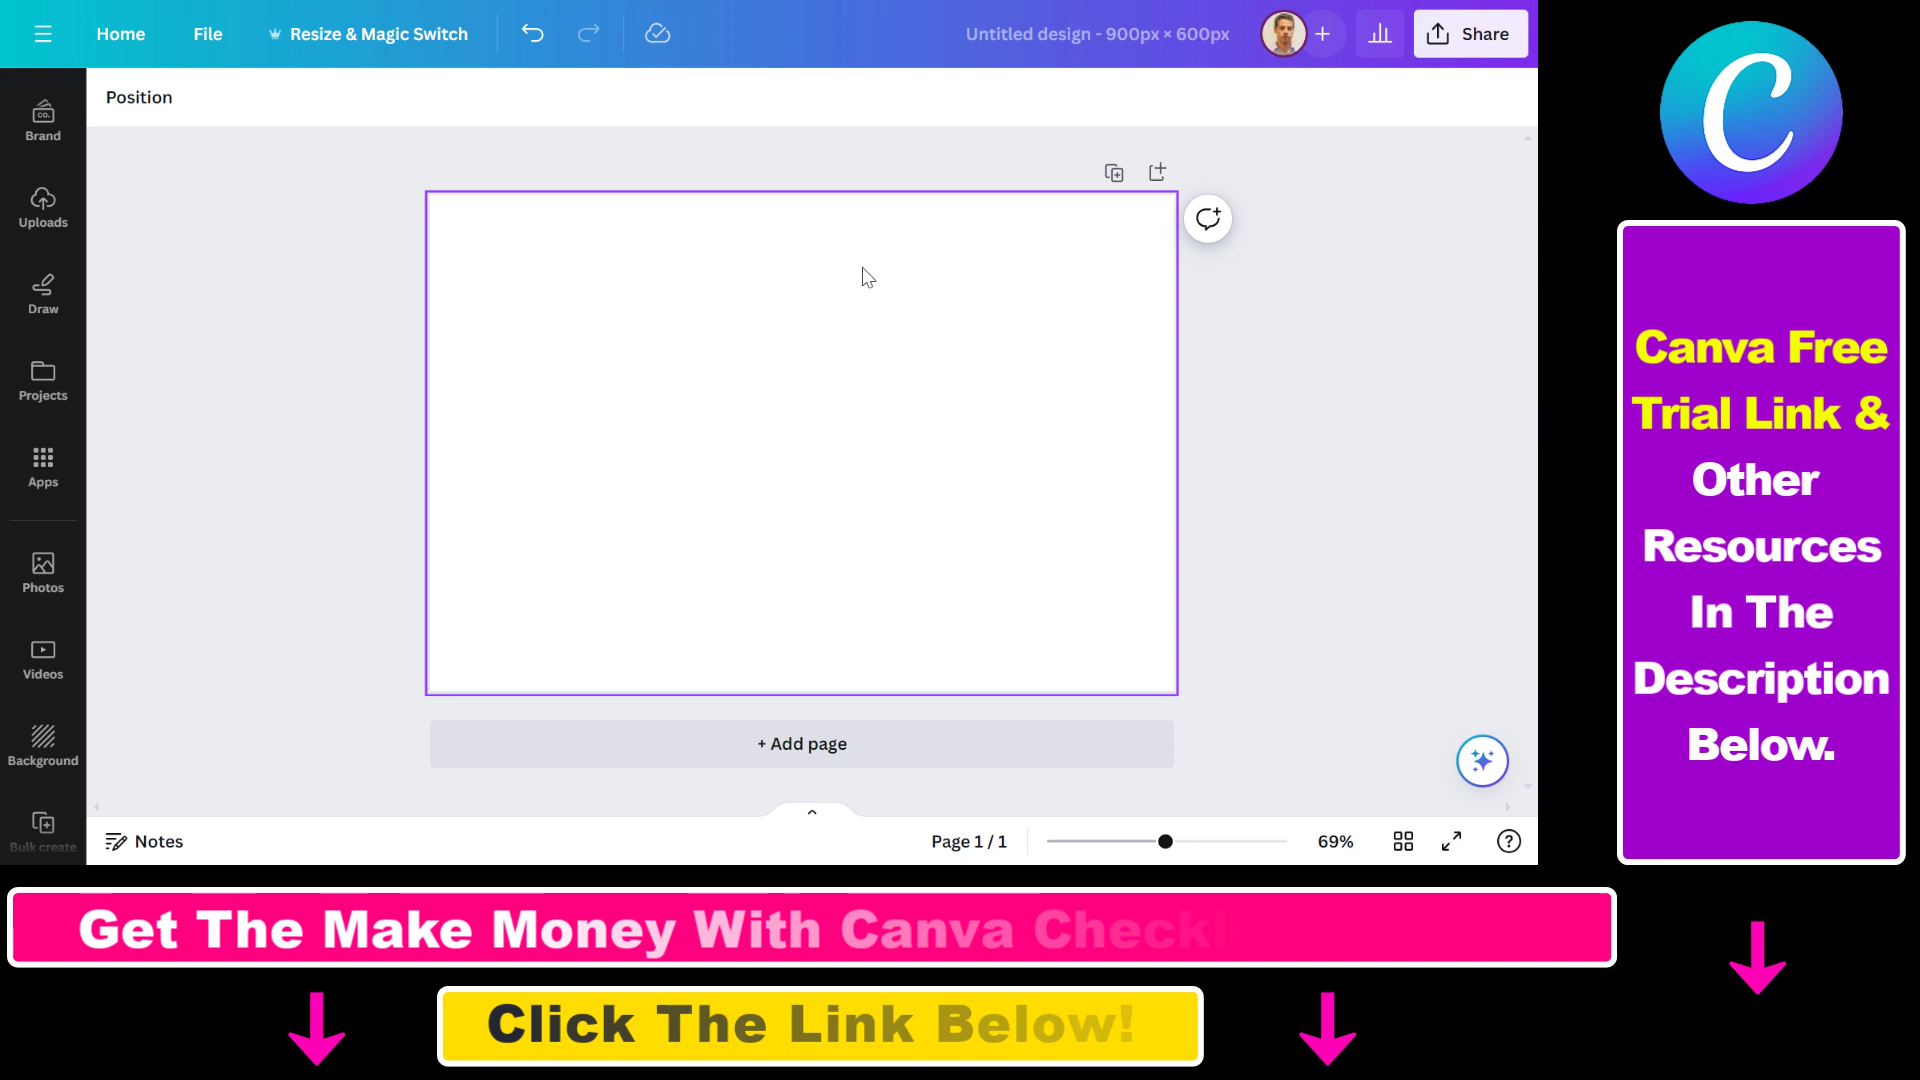 Home File Resize & Magic Switch Untitled design - 900px × 600px Share
C
Position
Brand
Uploads
Draw
Projects
Apps
Photos
Videos
Background
Bulk create
+ Add page
Notes Page 1 / 1 69%
Canva Free
Trial Link &
Other
Resources
In The
Description
Below.
Get The Make Money With Canva Checkli
Click The Link Below!